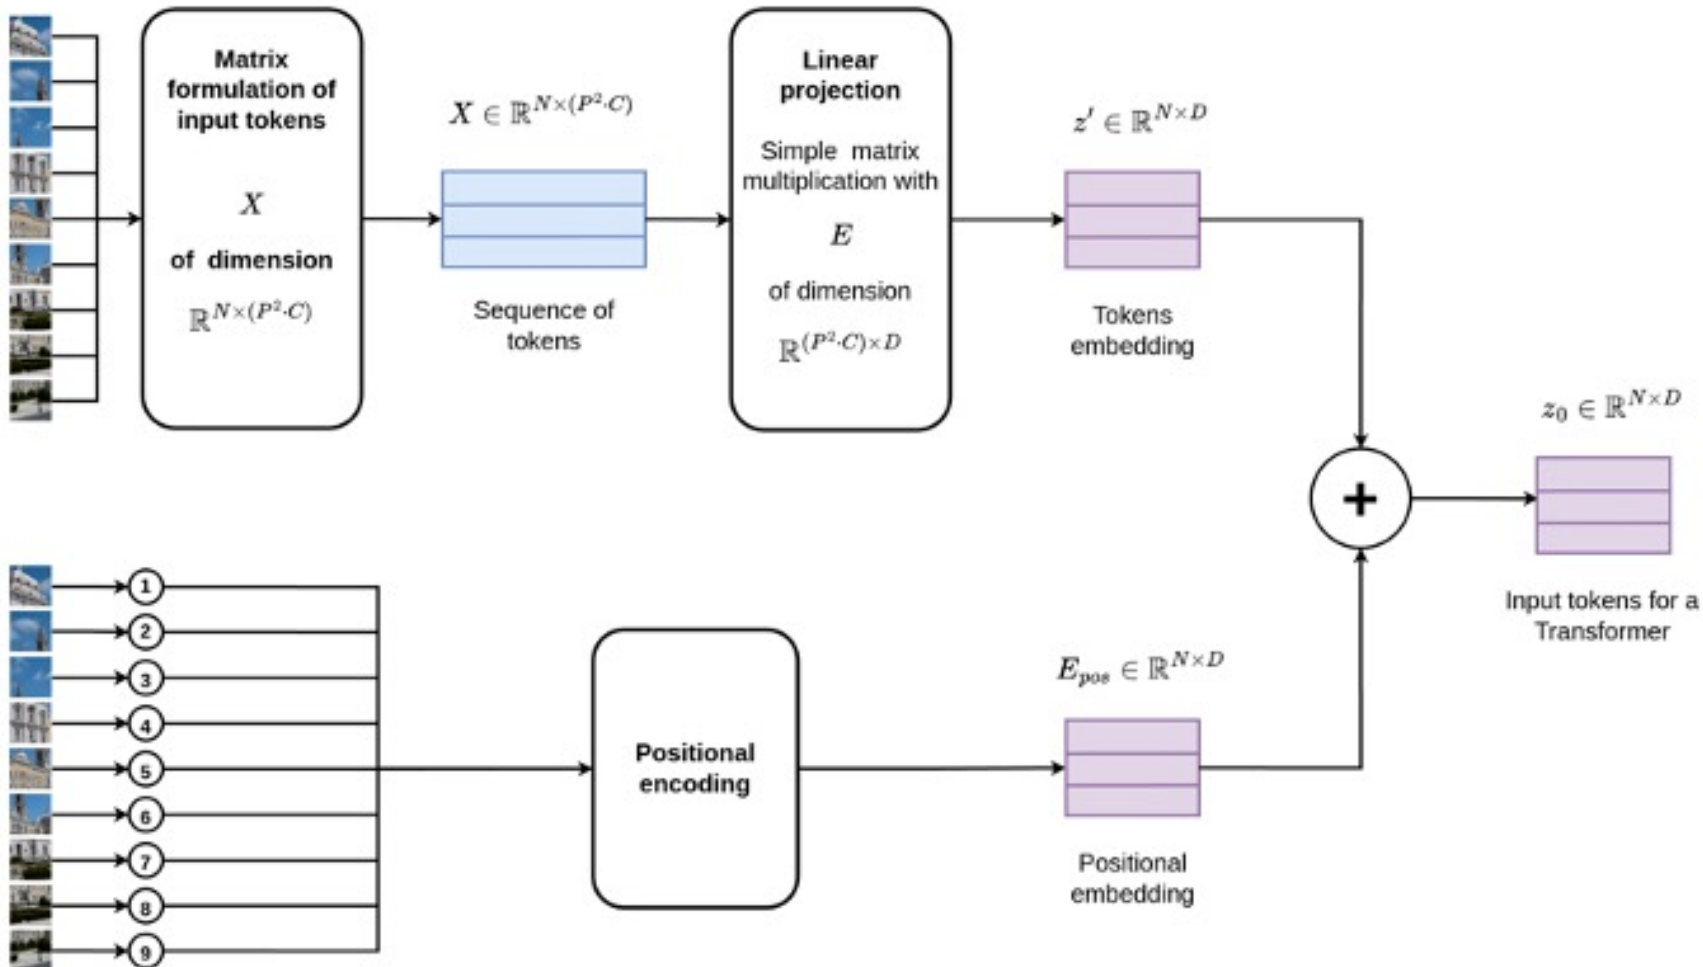 Matrix
formulation of
input tokens
X
of dimension
ℝ^{N×(P²·C)}
X ∈ ℝ^{N×(P²·C)}
Sequence of
tokens
Linear
projection
Simple matrix
multiplication with
E
of dimension
ℝ^{(P²·C)×D}
z′ ∈ ℝ^{N×D}
Tokens
embedding
z₀ ∈ ℝ^{N×D}
+
Input tokens for a
Transformer
1
2
3
4
5
6
7
8
9
Positional
encoding
E_{pos} ∈ ℝ^{N×D}
Positional
embedding